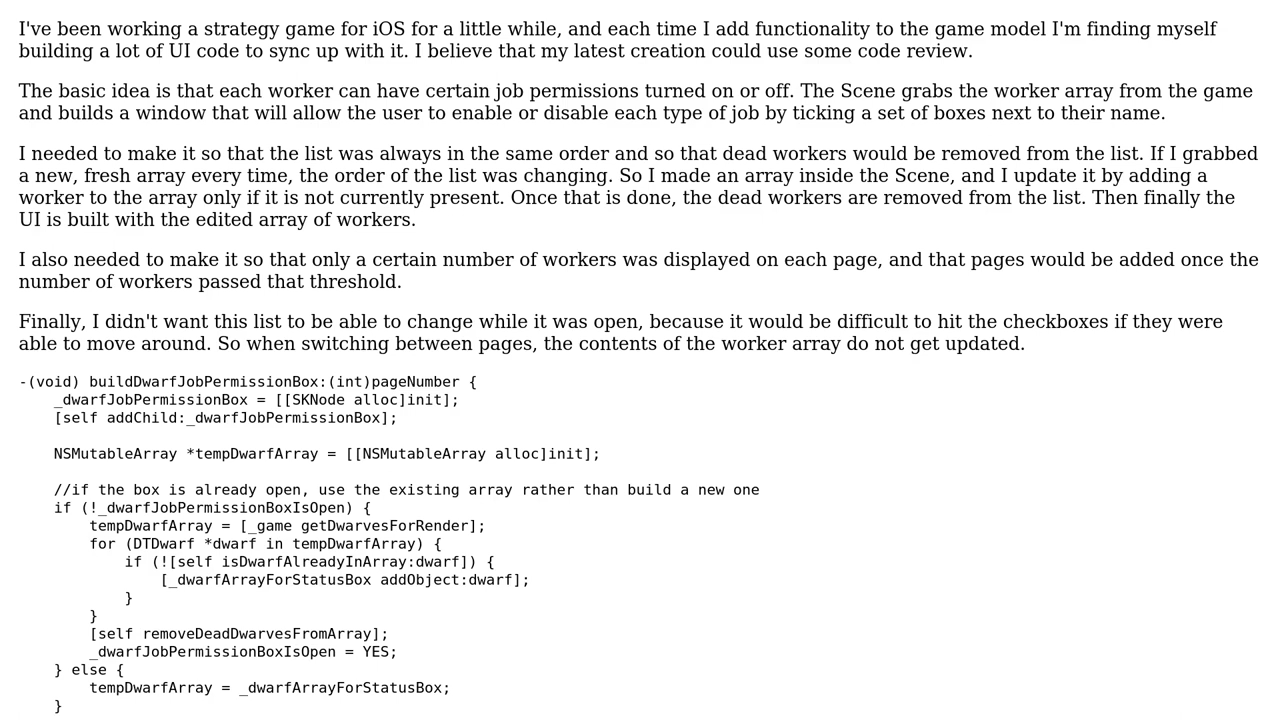 I've been working a strategy game for iOS for a little while, and each time I add functionality to the game model I'm finding myself
building a lot of UI code to sync up with it. I believe that my latest creation could use some code review.
The basic idea is that each worker can have certain job permissions turned on or off. The Scene grabs the worker array from the game
and builds a window that will allow the user to enable or disable each type of job by ticking a set of boxes next to their name.
I needed to make it so that the list was always in the same order and so that dead workers would be removed from the list. If I grabbed
a new, fresh array every time, the order of the list was changing. So I made an array inside the Scene, and I update it by adding a
worker to the array only if it is not currently present. Once that is done, the dead workers are removed from the list. Then finally the
UI is built with the edited array of workers.
I also needed to make it so that only a certain number of workers was displayed on each page, and that pages would be added once the
number of workers passed that threshold.
Finally, I didn't want this list to be able to change while it was open, because it would be difficult to hit the checkboxes if they were
able to move around. So when switching between pages, the contents of the worker array do not get updated.
-(void) buildDwarfJobPermissionBox:(int)pageNumber {
    _dwarfJobPermissionBox = [[SKNode alloc]init];
    [self addChild:_dwarfJobPermissionBox];
    NSMutableArray *tempDwarfArray = [[NSMutableArray alloc]init];
    //if the box is already open, use the existing array rather than build a new one
    if (!_dwarfJobPermissionBoxIsOpen) {
        tempDwarfArray = [_game getDwarvesForRender];
        for (DTDwarf *dwarf in tempDwarfArray) {
            if (![self isDwarfAlreadyInArray:dwarf]) {
                [_dwarfArrayForStatusBox addObject:dwarf];
            }
        }
        [self removeDeadDwarvesFromArray];
        _dwarfJobPermissionBoxIsOpen = YES;
    } else {
        tempDwarfArray = _dwarfArrayForStatusBox;
    }